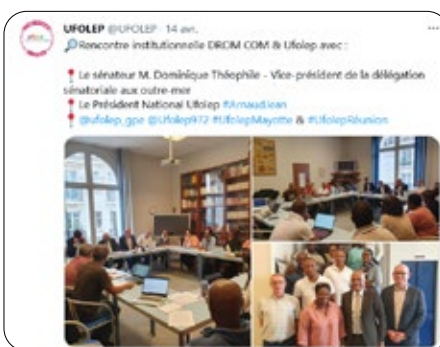 UFOLEP @UFOLEP · 14 avr.
🔎Rencontre institutionnelle DROM COM & Ufolep avec :
📍Le sénateur M. Dominique Théophile - Vice-président de la délégation
sénatoriale aux outre-mer
📍Le Président National Ufolep #ArnaudJean
📍@ufolep_gpe @Ufolep972 #UfolepMayotte & #UfolepRéunion